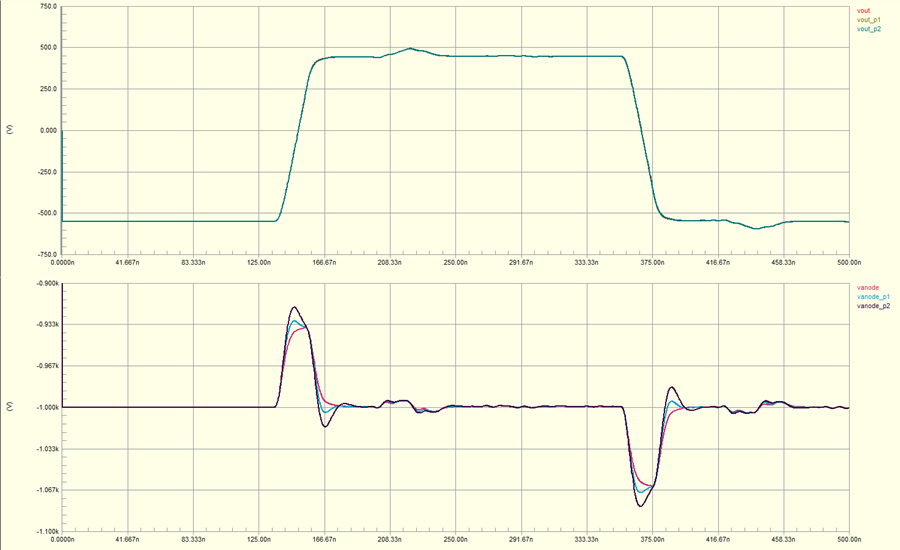 750.0
vout
vout_p1
vout_p2
500.0
250.0
0.000
(V)
-250.0
-500.0
-750.0
0.0000n 41.667n 83.333n 125.00n 166.67n 208.33n 250.00n 291.67n 333.33n 375.00n 416.67n 458.33n 500.00n
-0.900k
vanode
vanode_p1
vanode_p2
-0.933k
-0.967k
-1.000k
(V)
-1.033k
-1.067k
-1.100k
0.0000n 41.667n 83.333n 125.00n 166.67n 208.33n 250.00n 291.67n 333.33n 375.00n 416.67n 458.33n 500.00n